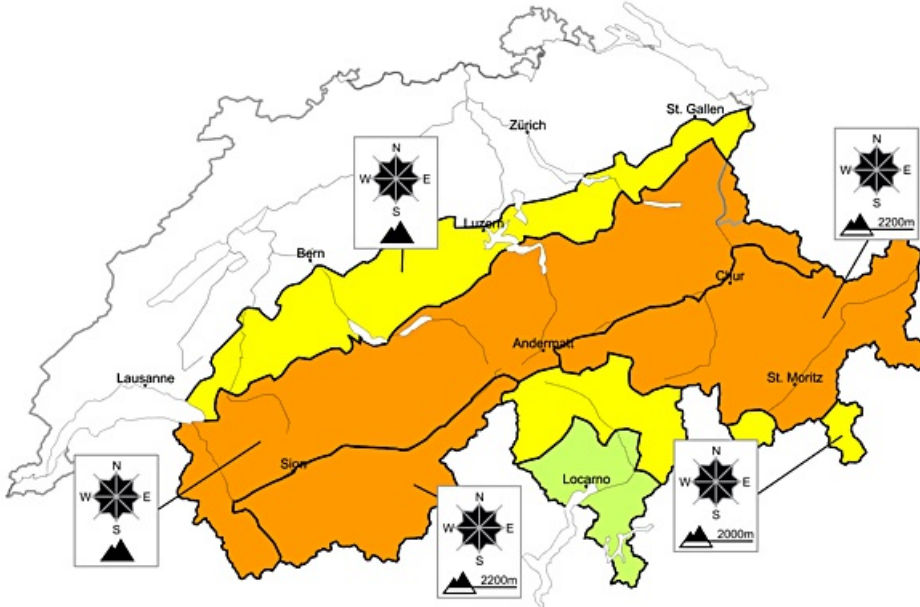 St. Gallen
Zürich
N
W E
S
N
W E
S
2200m
Luzern
Bern
Chur
Andermatt
Lausanne
St. Moritz
Sion
N
W E
S
Locarno
N
W E
S
2000m
N
W E
S
2200m